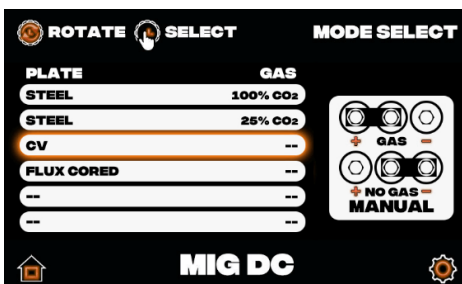 ROTATE SELECT MODE SELECT
PLATE GAS
STEEL 100% CO2
STEEL 25% CO2
CV --
FLUX CORED --
-- --
-- --
+ GAS -
+ NO GAS -
MANUAL
MIG DC